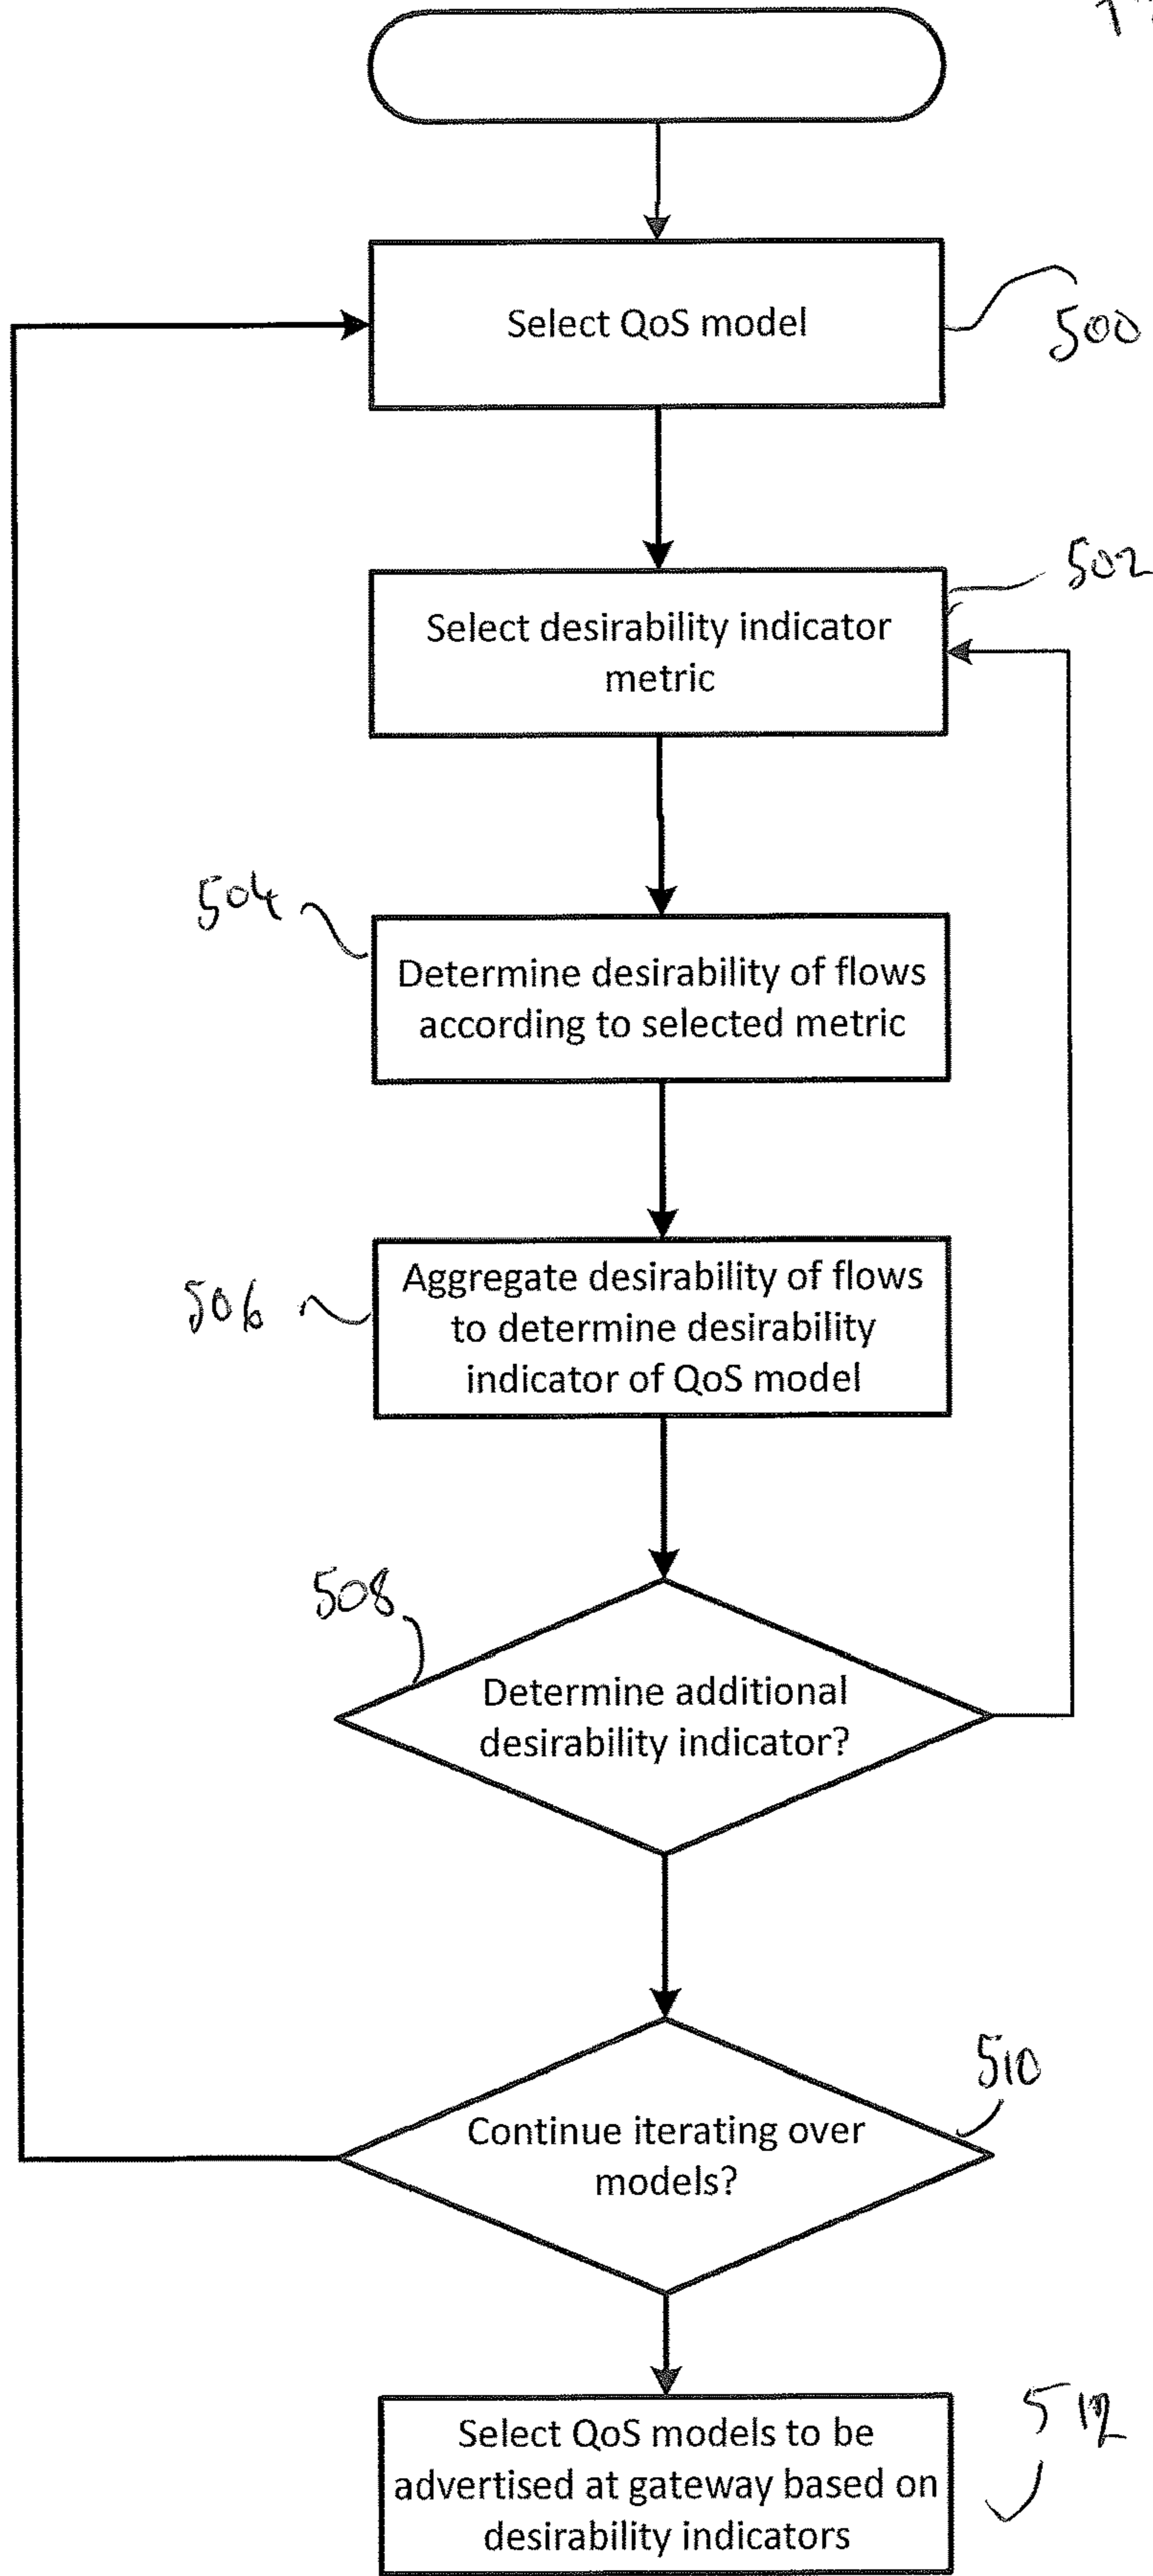 Select QoS model
500
502
Select desirability indicator
metric
504
Determine desirability of flows
according to selected metric
506
Aggregate desirability of flows
to determine desirability
indicator of QoS model
508
Determine additional
desirability indicator?
510
Continue iterating over
models?
512
Select QoS models to be
advertised at gateway based on
desirability indicators